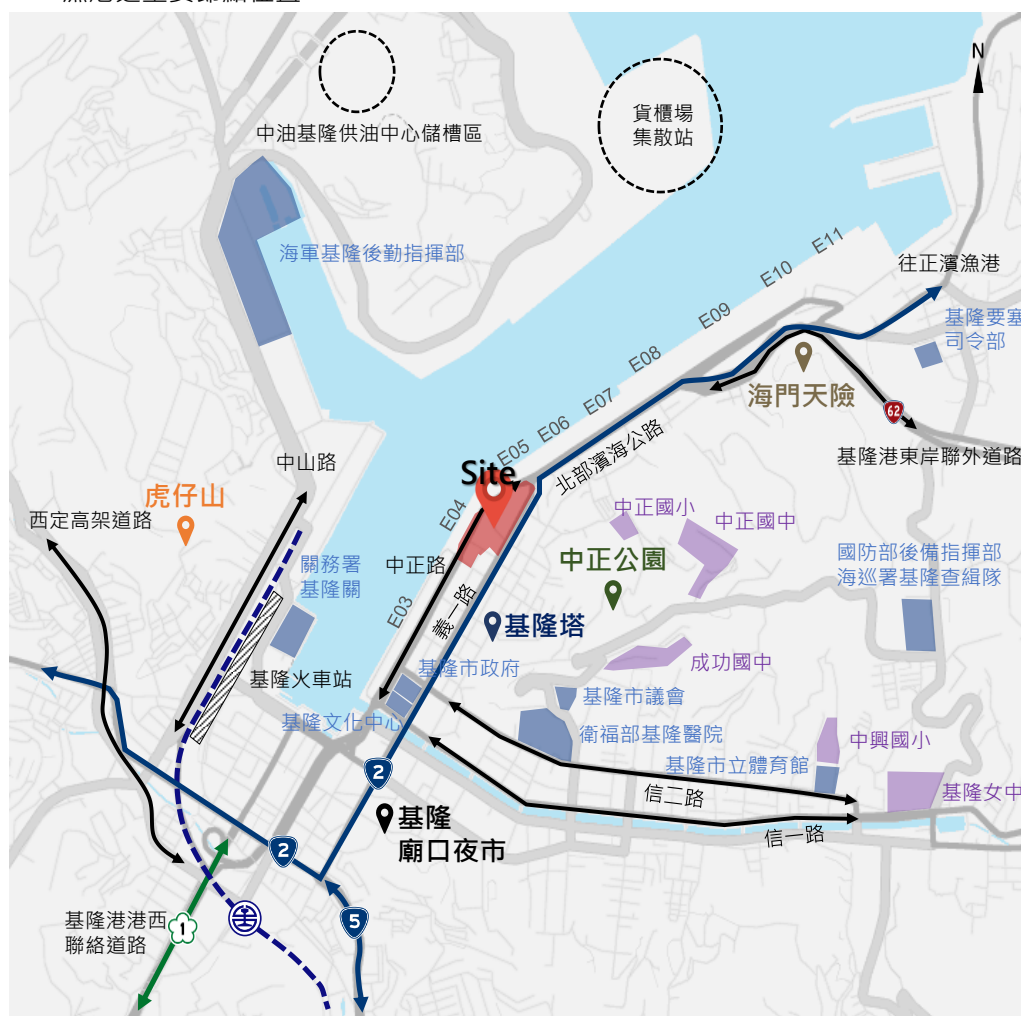 N
貨櫃場
集散站
中油基隆供油中心儲槽區
海軍基隆後勤指揮部
E11
E10
E09
E08
E07
E06
E05
E04
E03
往正濱漁港
基隆要塞
司令部
海門天險
62
基隆港東岸聯外道路
北部濱海公路
Site
中山路
虎仔山
西定高架道路
關務署
基隆關
中正路
義一路
中正國小
中正國中
中正公園
國防部後備指揮部
海巡署基隆查緝隊
基隆塔
成功國中
基隆市政府
基隆火車站
基隆文化中心
基隆市議會
衛福部基隆醫院
中興國小
基隆市立體育館
基隆女中
信二路
信一路
2
基隆
廟口夜市
2
5
1
基隆港港西
聯絡道路